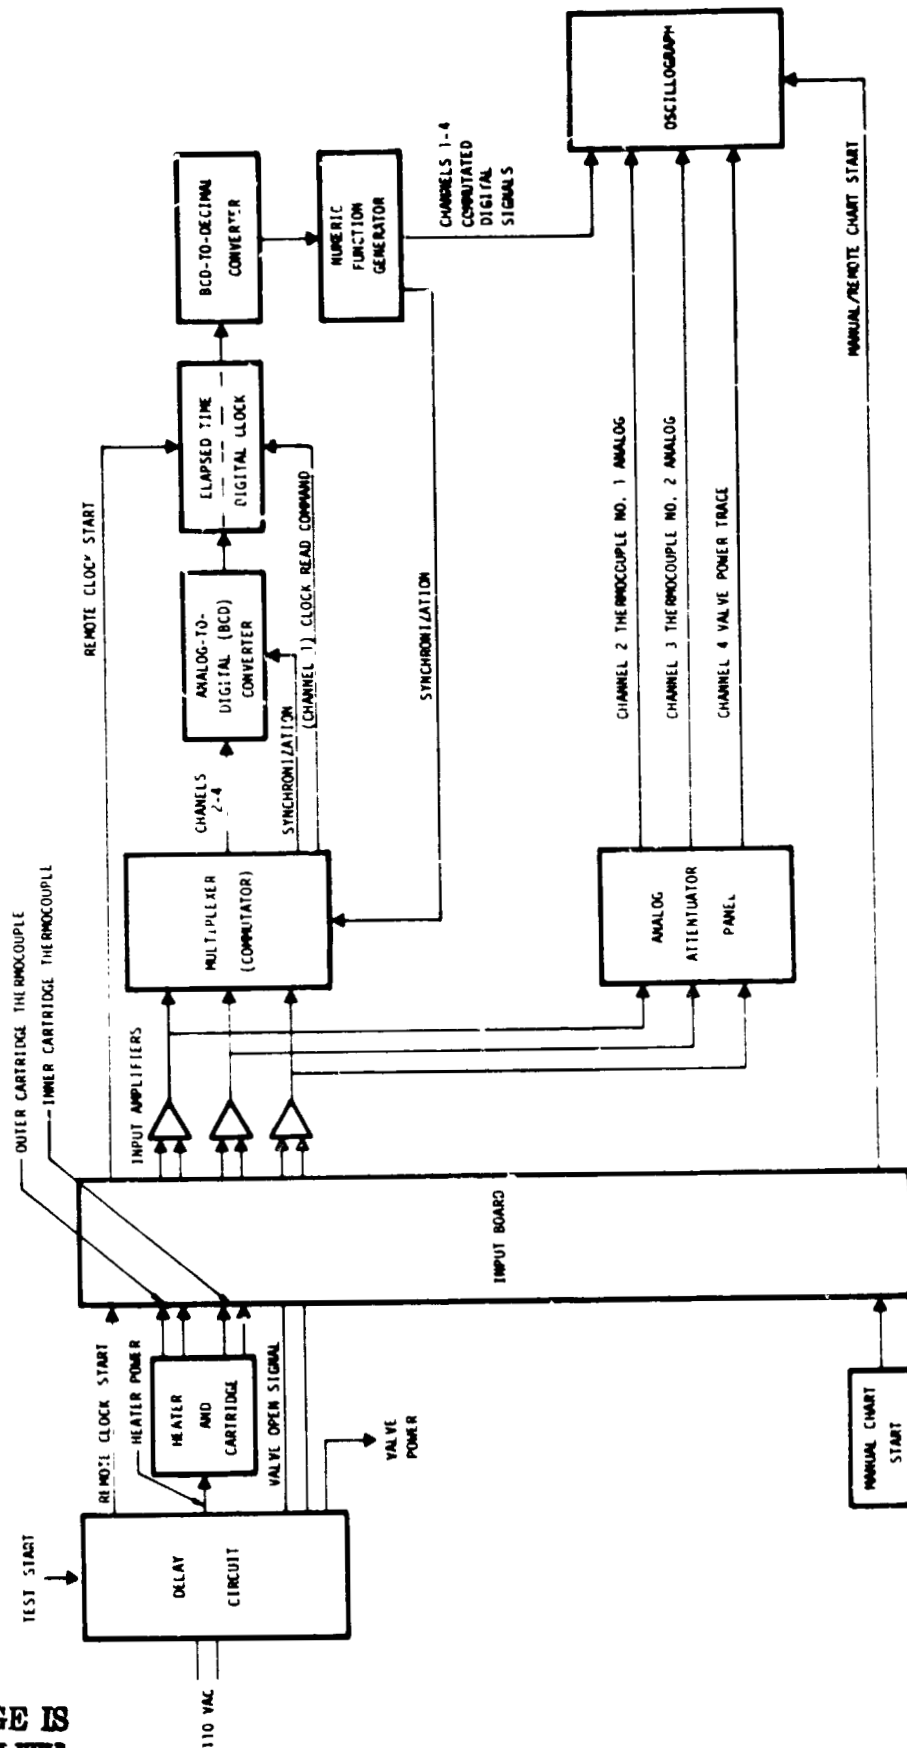 TEST START
110 VAC
DELAY
CIRCUIT
REMOTE CLOCK START
HEATER POWER
HEATER
AND
CARTRIDGE
VALVE OPEN SIGNAL
VALVE
POWER
MANUAL CHART
START
OUTER CARTRIDGE THERMOCOUPLE
INNER CARTRIDGE THERMOCOUPLE
INPUT BOARD
INPUT AMPLIFIERS
REMOTE CLOCK START
MULTIPLEXER
(COMMUTATOR)
CHANELS
2-4
SYNCHRONIZATION
(CHANNEL 1) CLOCK READ COMMAND
ANALOG-TO-
DIGITAL (BCD)
CONVERTER
ELAPSED TIME
DIGITAL CLOCK
BCD-TO-DECIMAL
CONVERTER
NUMERIC
FUNCTION
GENERATOR
SYNCHRONIZATION
CHANNELS 1-4
COMMUTATED
DIGITAL
SIGNALS
ANALOG
ATTENTUATOR
PANEL
CHANNEL 2 THERMOCOUPLE NO. 1 ANALOG
CHANNEL 3 THERMOCOUPLE NO. 2 ANALOG
CHANNEL 4 VALVE POWER TRACE
OSCILLOGRAPH
MANUAL/REMOTE CHART START
IS